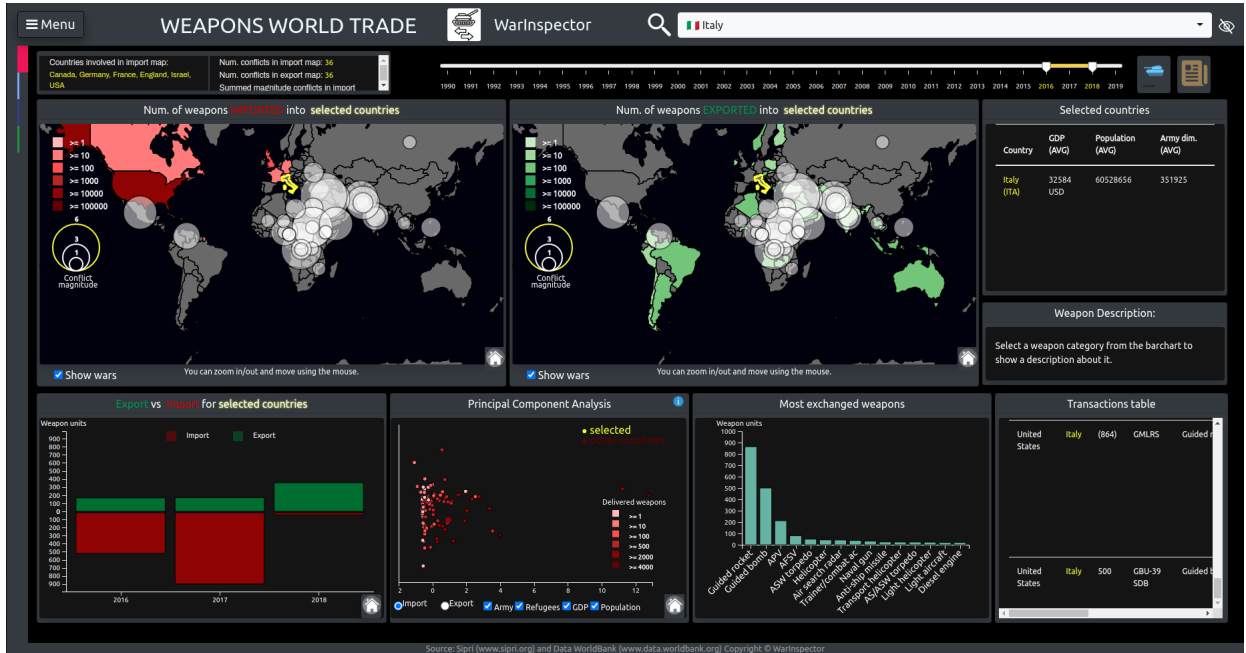 Menu
WEAPONS WORLD TRADE
WarInspector
Italy
Countries involved in import map:
Canada, Germany, France, England, Israel,
USA
Num. conflicts in import map: 36
Num. conflicts in export map: 36
Summed magnitude conflicts in import
1990 1991 1992 1993 1994 1995 1996 1997 1998 1999 2000 2001 2002 2003 2004 2005 2006 2007 2008 2009 2010 2011 2012 2013 2014 2015 2016 2017 2018 2019
Num. of weapons IMPORTED into selected countries
>= 1
>= 10
>= 100
>= 1000
>= 10000
>= 100000
6
3
1
Conflict
magnitude
Show wars
You can zoom in/out and move using the mouse.
Num. of weapons EXPORTED into selected countries
>= 1
>= 10
>= 100
>= 1000
>= 10000
>= 100000
6
3
1
Conflict
magnitude
Show wars
You can zoom in/out and move using the mouse.
Selected countries
Country GDP (AVG) Population (AVG) Army dim. (AVG)
Italy (ITA) 32584 USD 60528656 351925
Weapon Description:
Select a weapon category from the barchart to
show a description about it.
Export vs Import for selected countries
Weapon units
Import Export
900
800
700
600
500
400
300
200
100
0
100
200
300
400
500
600
700
800
900
2016 2017 2018
Principal Component Analysis
selected
other countries
Delivered weapons
>= 1
>= 10
>= 100
>= 500
>= 2000
>= 4000
2 0 2 4 6 8 10 12
Import Export Army Refugees GDP Population
Most exchanged weapons
Weapon units
1000
900
800
700
600
500
400
300
200
100
0
Guided rocket
Guided bomb
APV
AFSV
ASW torpedo
Helicopter
Air search radar
Trainer/combat ac
Naval gun
Anti-ship missile
Transport helicopter
AS/ASW torpedo
Light helicopter
Light aircraft
Diesel engine
Transactions table
United States Italy (864) GMLRS Guided r
United States Italy 500 GBU-39 SDB Guided b
Source: Sipri (www.sipri.org) and Data WorldBank (www.data.worldbank.org) Copyright © WarInspector